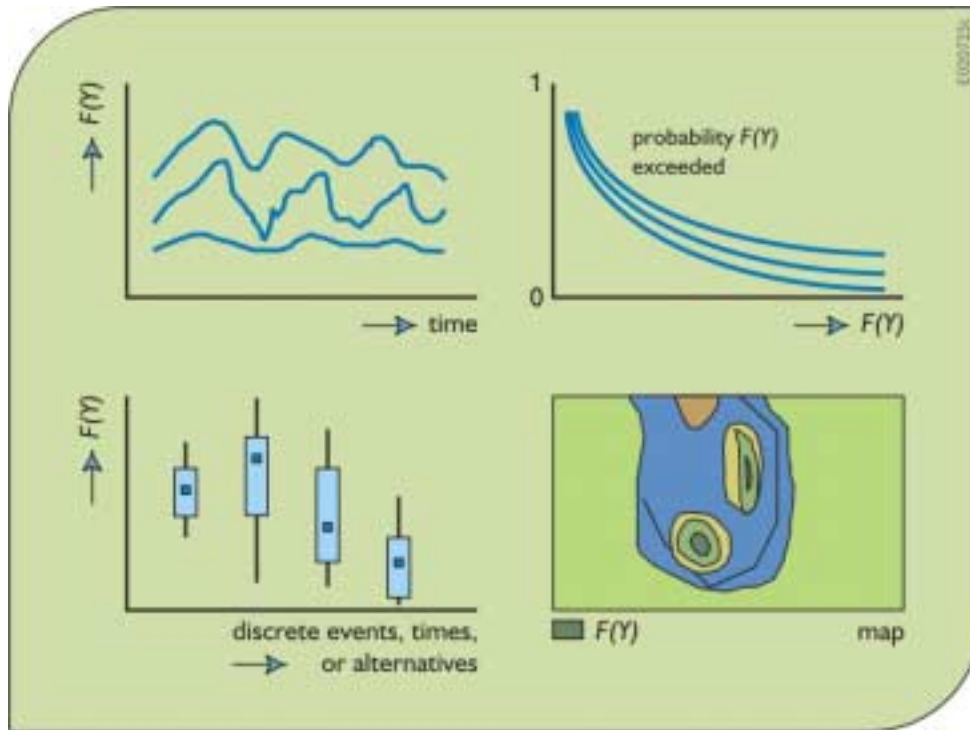 F(Y)
time
1
probability F(Y)
exceeded
0
F(Y)
F(Y)
discrete events, times,
or alternatives
F(Y)
map